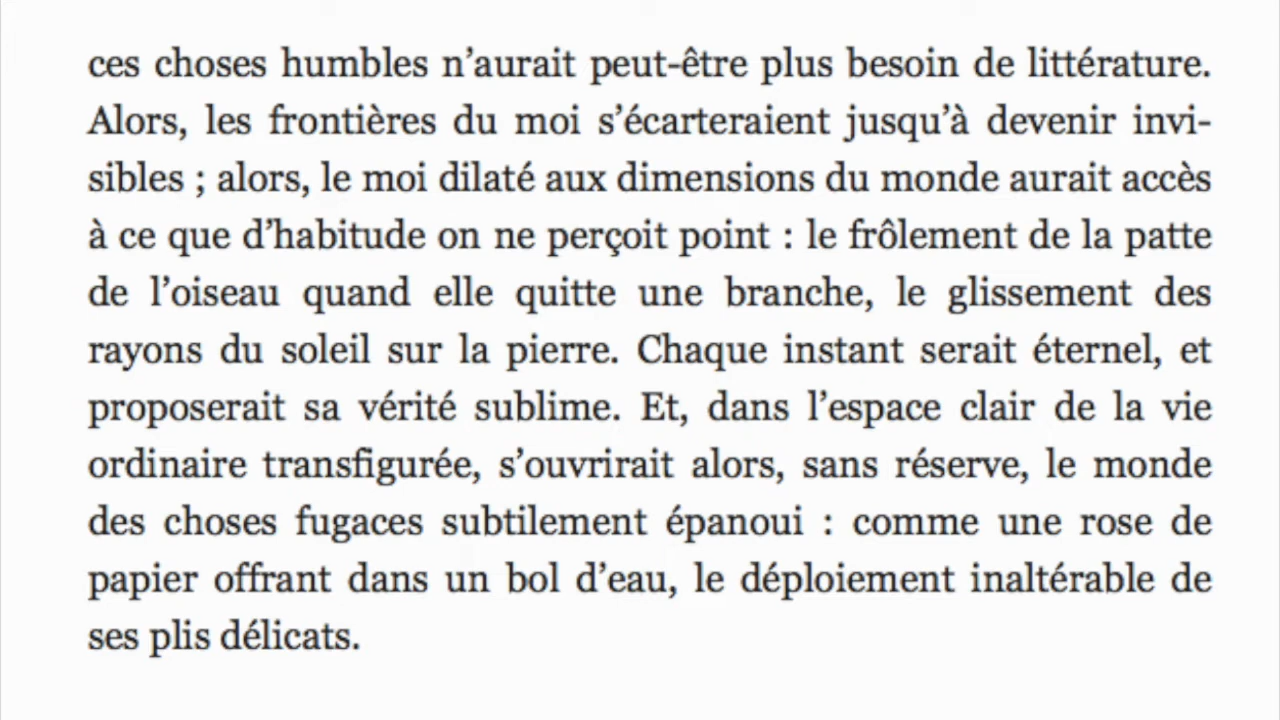 ces choses humbles n’aurait peut-être plus besoin de littérature.
Alors, les frontières du moi s’écarteraient jusqu’à devenir invi-
sibles ; alors, le moi dilaté aux dimensions du monde aurait accès
à ce que d’habitude on ne perçoit point : le frôlement de la patte
de l’oiseau quand elle quitte une branche, le glissement des
rayons du soleil sur la pierre. Chaque instant serait éternel, et
proposerait sa vérité sublime. Et, dans l’espace clair de la vie
ordinaire transfigurée, s’ouvrirait alors, sans réserve, le monde
des choses fugaces subtilement épanoui : comme une rose de
papier offrant dans un bol d’eau, le déploiement inaltérable de
ses plis délicats.